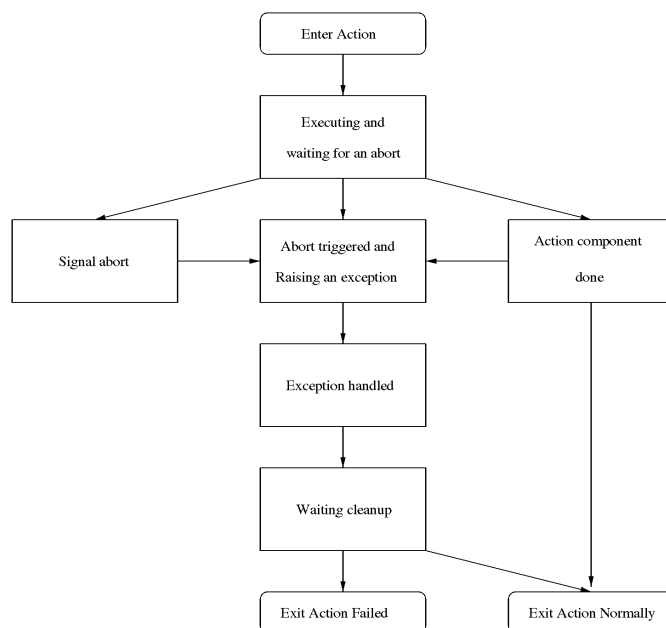 Enter Action
Executing and
waiting for an abort
Signal abort
Abort triggered and
Raising an exception
Action component
done
Exception handled
Waiting cleanup
Exit Action Failed
Exit Action Normally